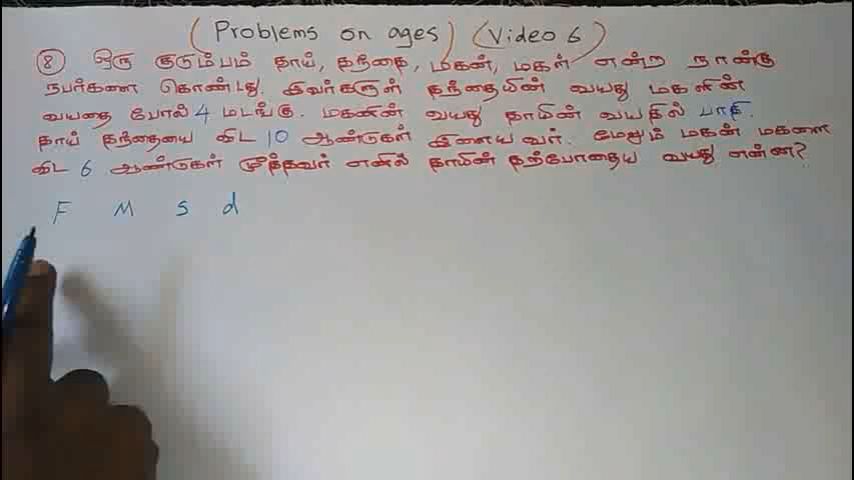 (Problems on ages) (Video 6)
8 ஒரு குடும்பம் தாய், தந்தை, மகன், மகள் என்ற நான்கு
நபர்களை கொண்டது. இவர்களுள் தந்தையின் வயது மகளின்
வயதை போல் 4 மடங்கு. மகனின் வயது தாயின் வயதில் பாதி.
தாய் தந்தையை விட 10 ஆண்டுகள் இளையவர். மேலும் மகன் மகளை
விட 6 ஆண்டுகள் மூத்தவர் எனில் தாயின் தற்போதைய வயது என்ன?
F M S d